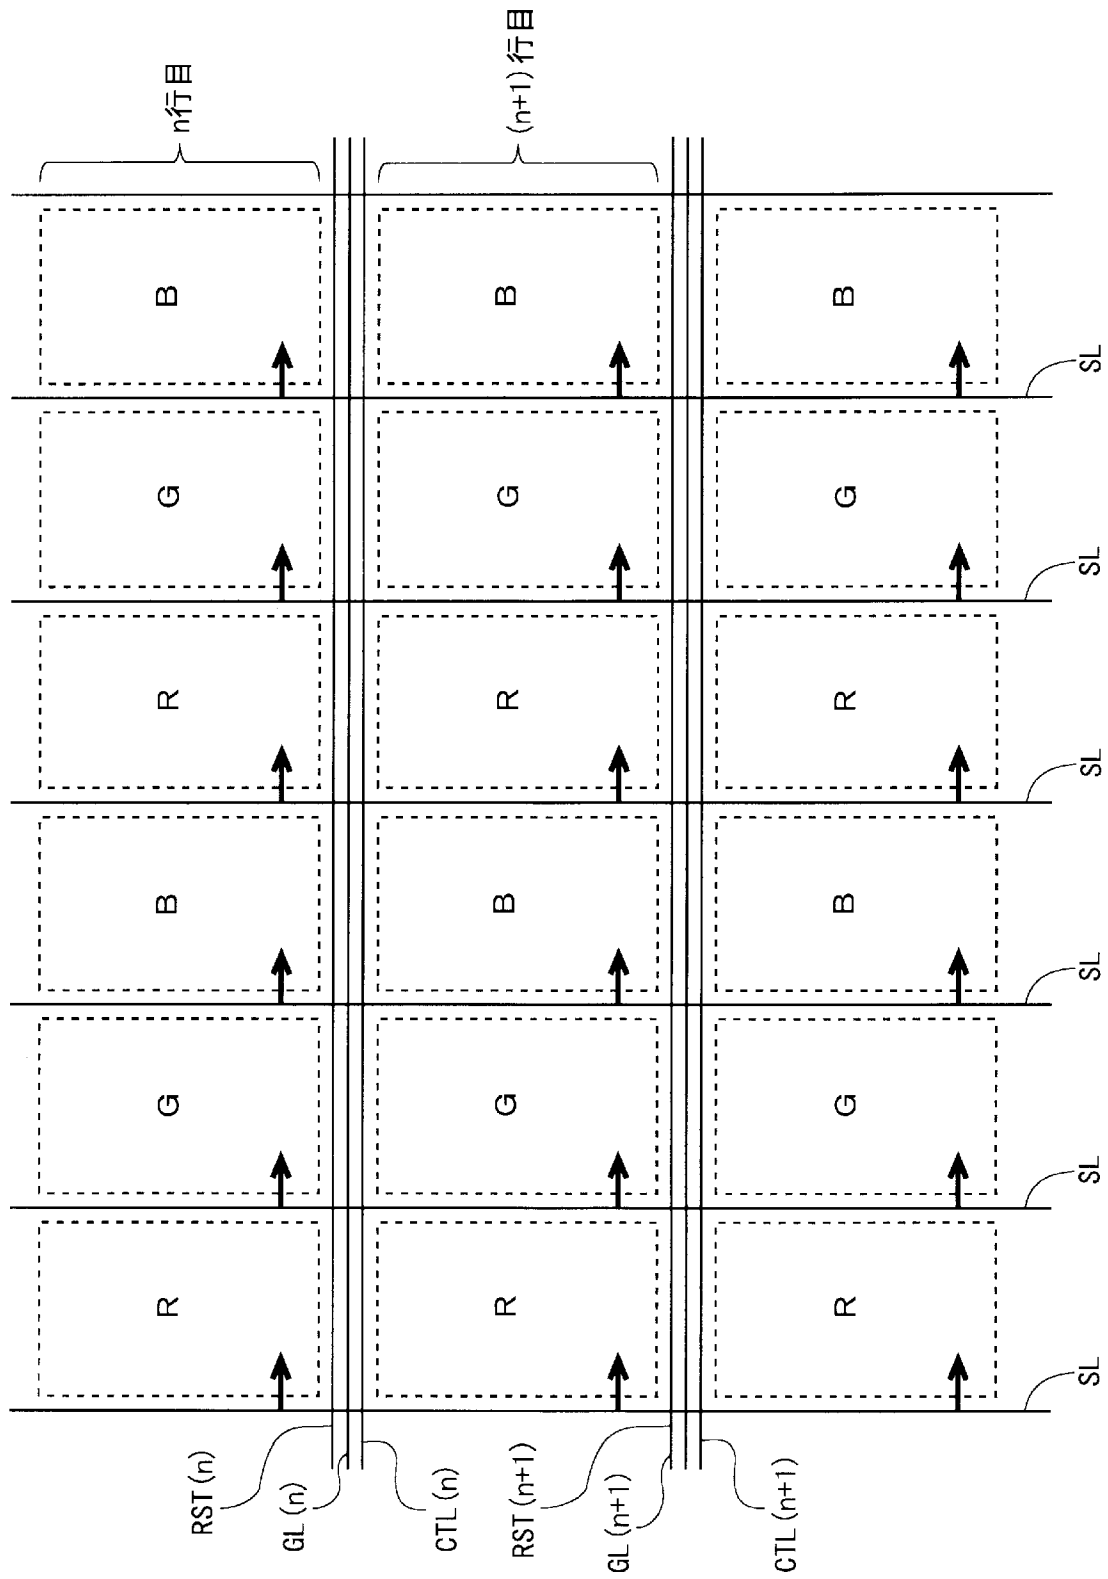 R G B R G B n行目
RST(n)
GL(n)
CTL(n)
R G B R G B (n+1)行目
RST(n+1)
GL(n+1)
CTL(n+1)
R G B R G B
SL SL SL SL SL SL